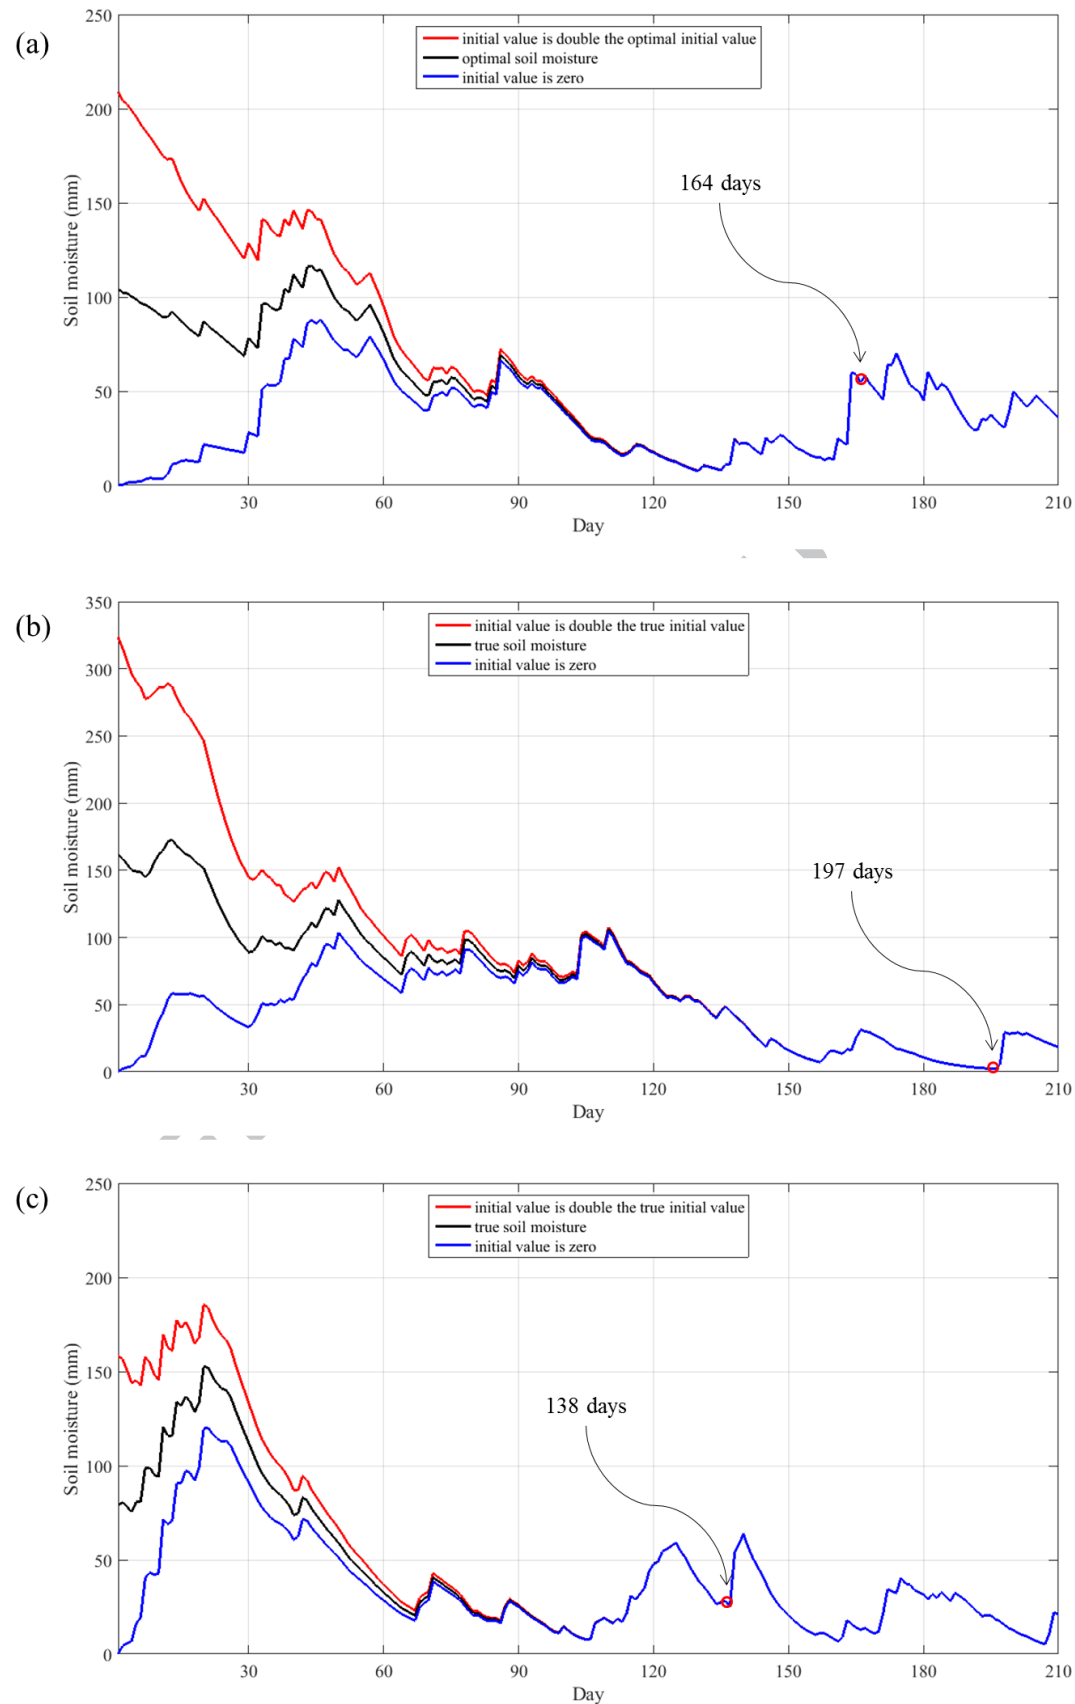 (a)
250
200
150
100
50
0
Soil moisture (mm)
initial value is double the optimal initial value
optimal soil moisture
initial value is zero
164 days
30 60 90 120 150 180 210
Day
(b)
350
300
250
200
150
100
50
0
Soil moisture (mm)
initial value is double the true initial value
true soil moisture
initial value is zero
197 days
30 60 90 120 150 180 210
Day
(c)
250
200
150
100
50
0
Soil moisture (mm)
initial value is double the true initial value
true soil moisture
initial value is zero
138 days
30 60 90 120 150 180 210
Day